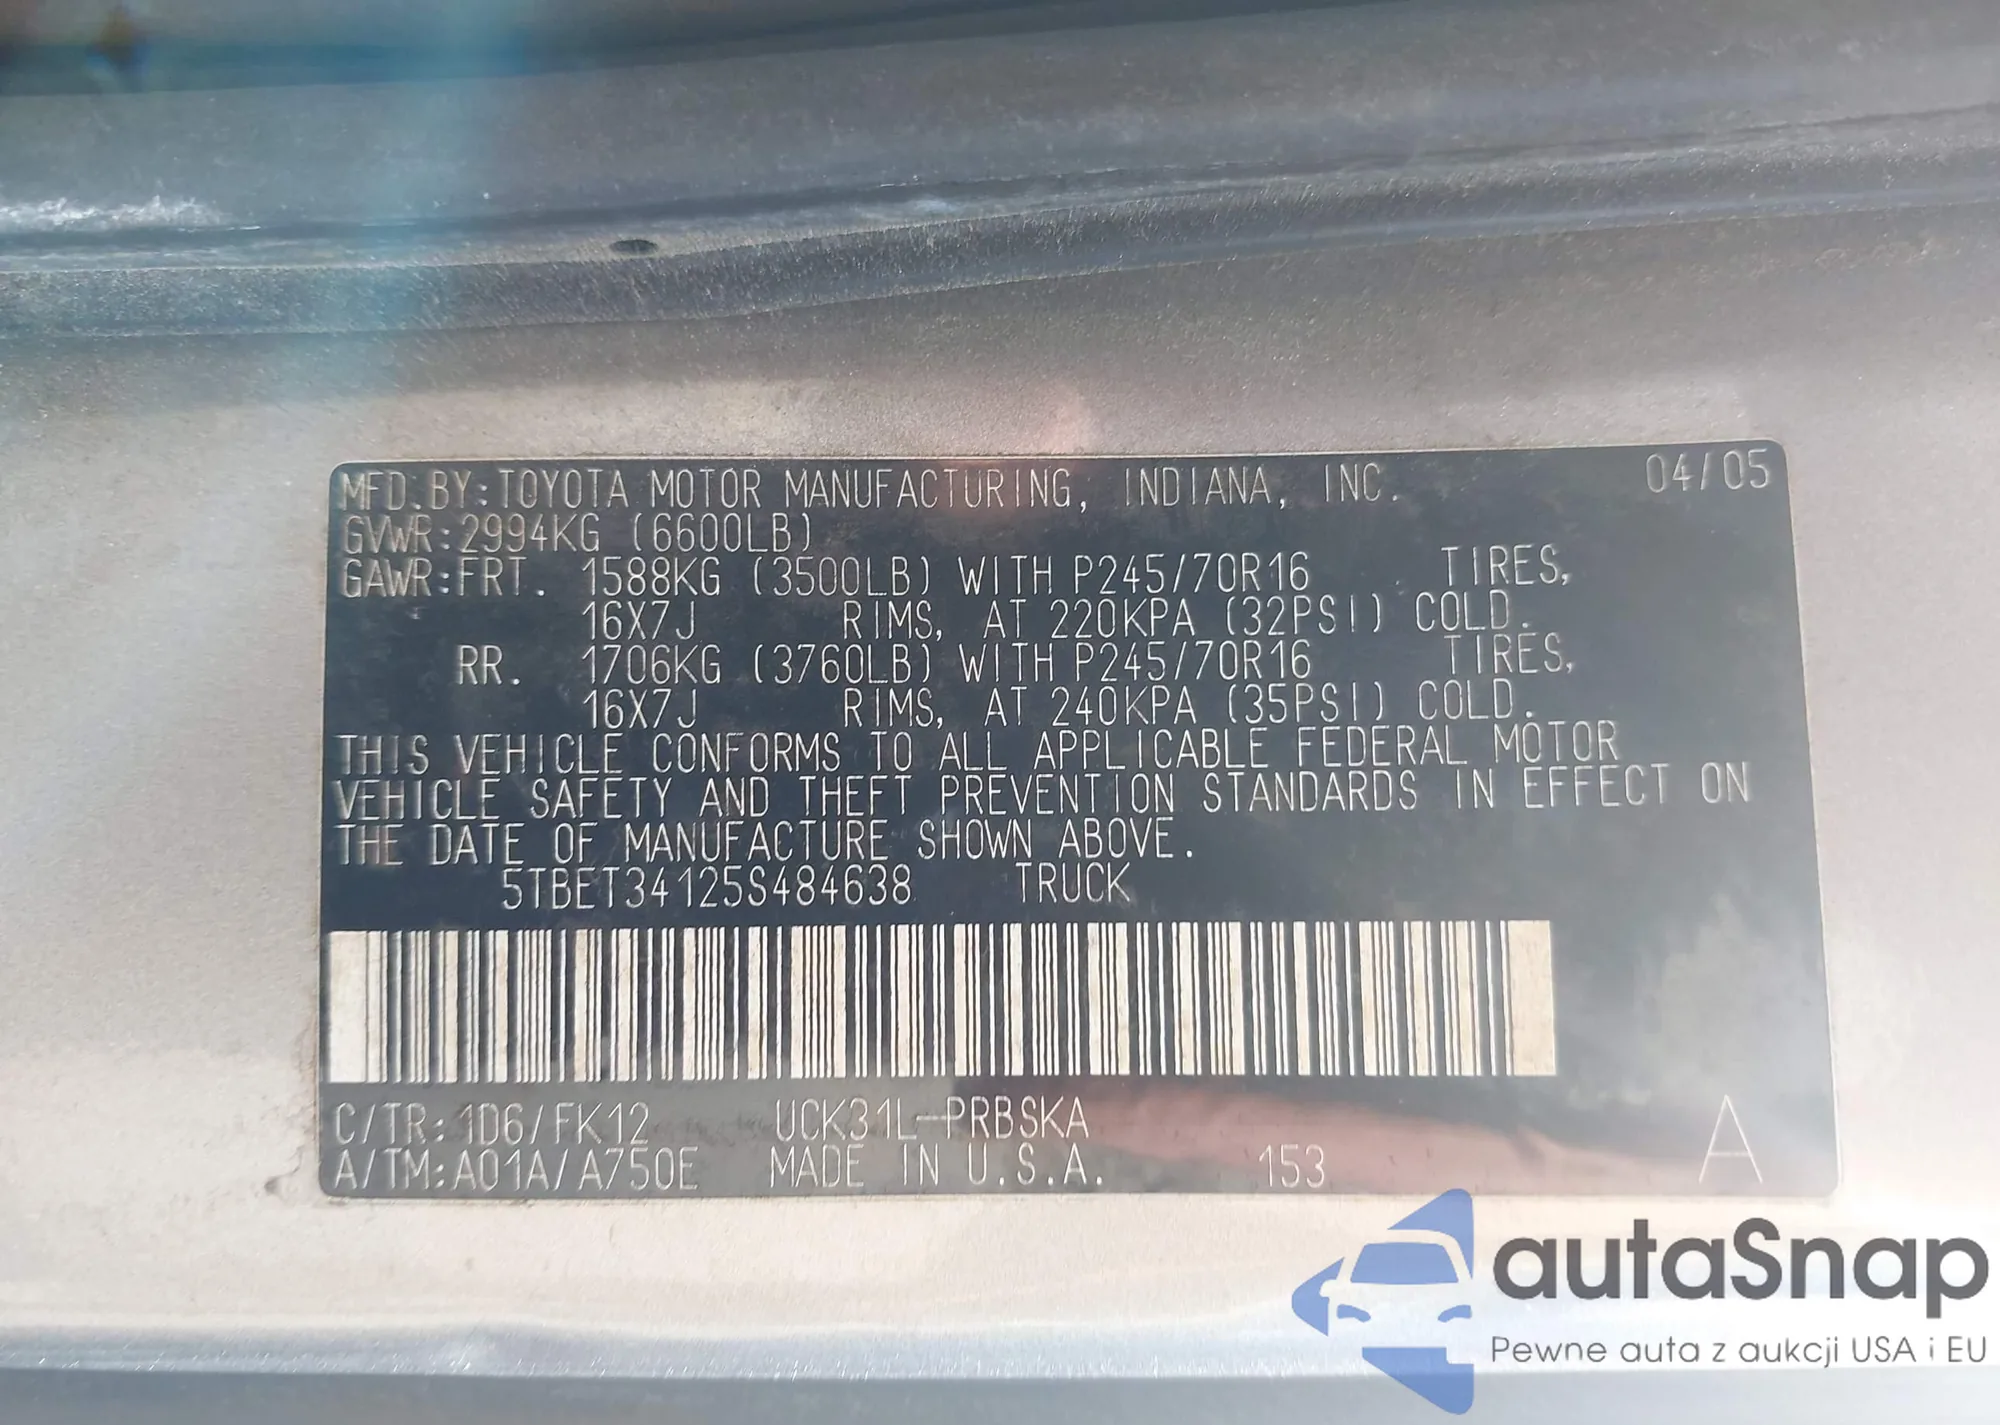 MFD.BY:TOYOTA MOTOR MANUFACTURING, INDIANA, INC. 04/05
GVWR:2994KG (6600LB)
GAWR:FRT. 1588KG (3500LB) WITH P245/70R16 TIRES,
16X7J RIMS, AT 220KPA (32PSI) COLD.
RR. 1706KG (3760LB) WITH P245/70R16 TIRES,
16X7J RIMS, AT 240KPA (35PSI) COLD.
THIS VEHICLE CONFORMS TO ALL APPLICABLE FEDERAL MOTOR
VEHICLE SAFETY AND THEFT PREVENTION STANDARDS IN EFFECT ON
THE DATE OF MANUFACTURE SHOWN ABOVE.
5TBET34125S484638 TRUCK
C/TR:1D6/FK12 UCK31L-PRBSKA
A/TM:A01A/A750E MADE IN U.S.A. 153 A
autaSnap
Pewne auta z aukcji USA i EU